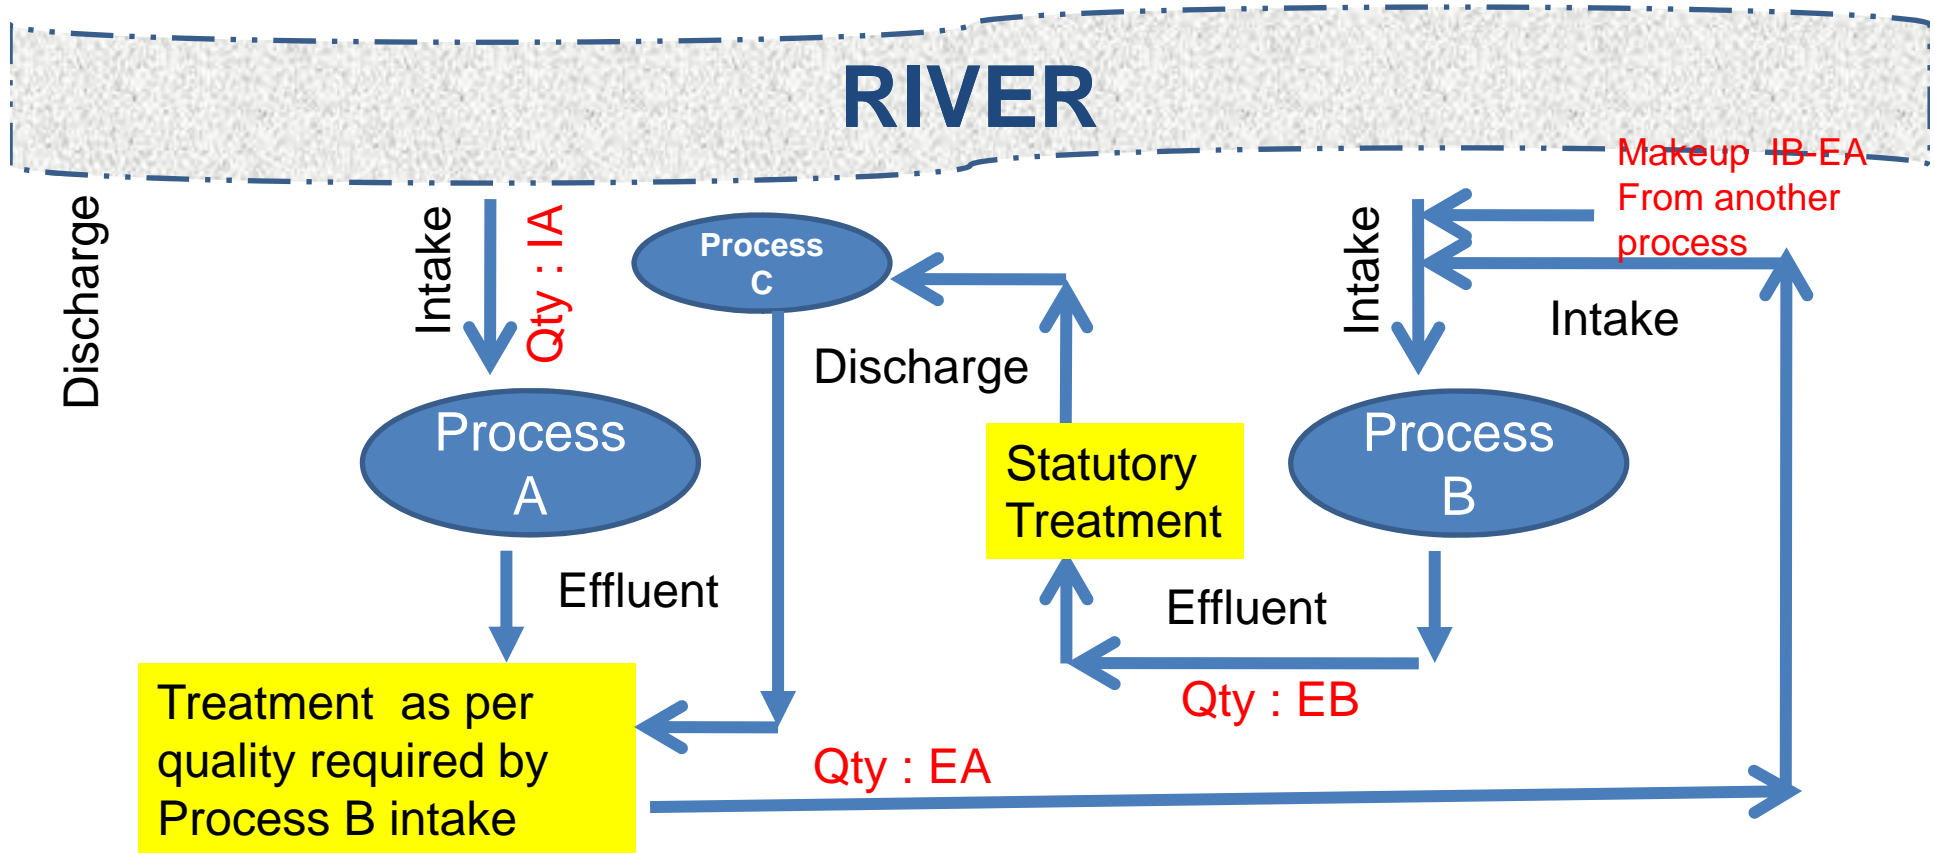 RIVER
Makeup IB-EA
From another
process
Discharge
Intake
Qty : IA
Process
C
Intake
Intake
Discharge
Process
A
Statutory
Treatment
Process
B
Effluent
Effluent
Treatment as per
quality required by
Process B intake
Qty : EB
Qty : EA